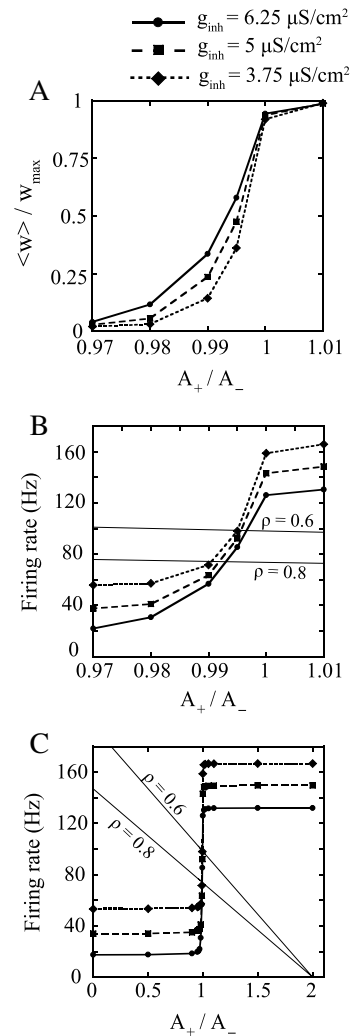 g_inh = 6.25 µS/cm²
g_inh = 5 µS/cm²
g_inh = 3.75 µS/cm²
A
1
0.75
0.5
0.25
0
<w> / w_max
0.97 0.98 0.99 1 1.01
A₊ / A₋
B
160
120
80
40
0
Firing rate (Hz)
ρ = 0.6
ρ = 0.8
0.97 0.98 0.99 1 1.01
A₊ / A₋
C
160
120
80
40
0
Firing rate (Hz)
ρ = 0.6
ρ = 0.8
0 0.5 1 1.5 2
A₊ / A₋